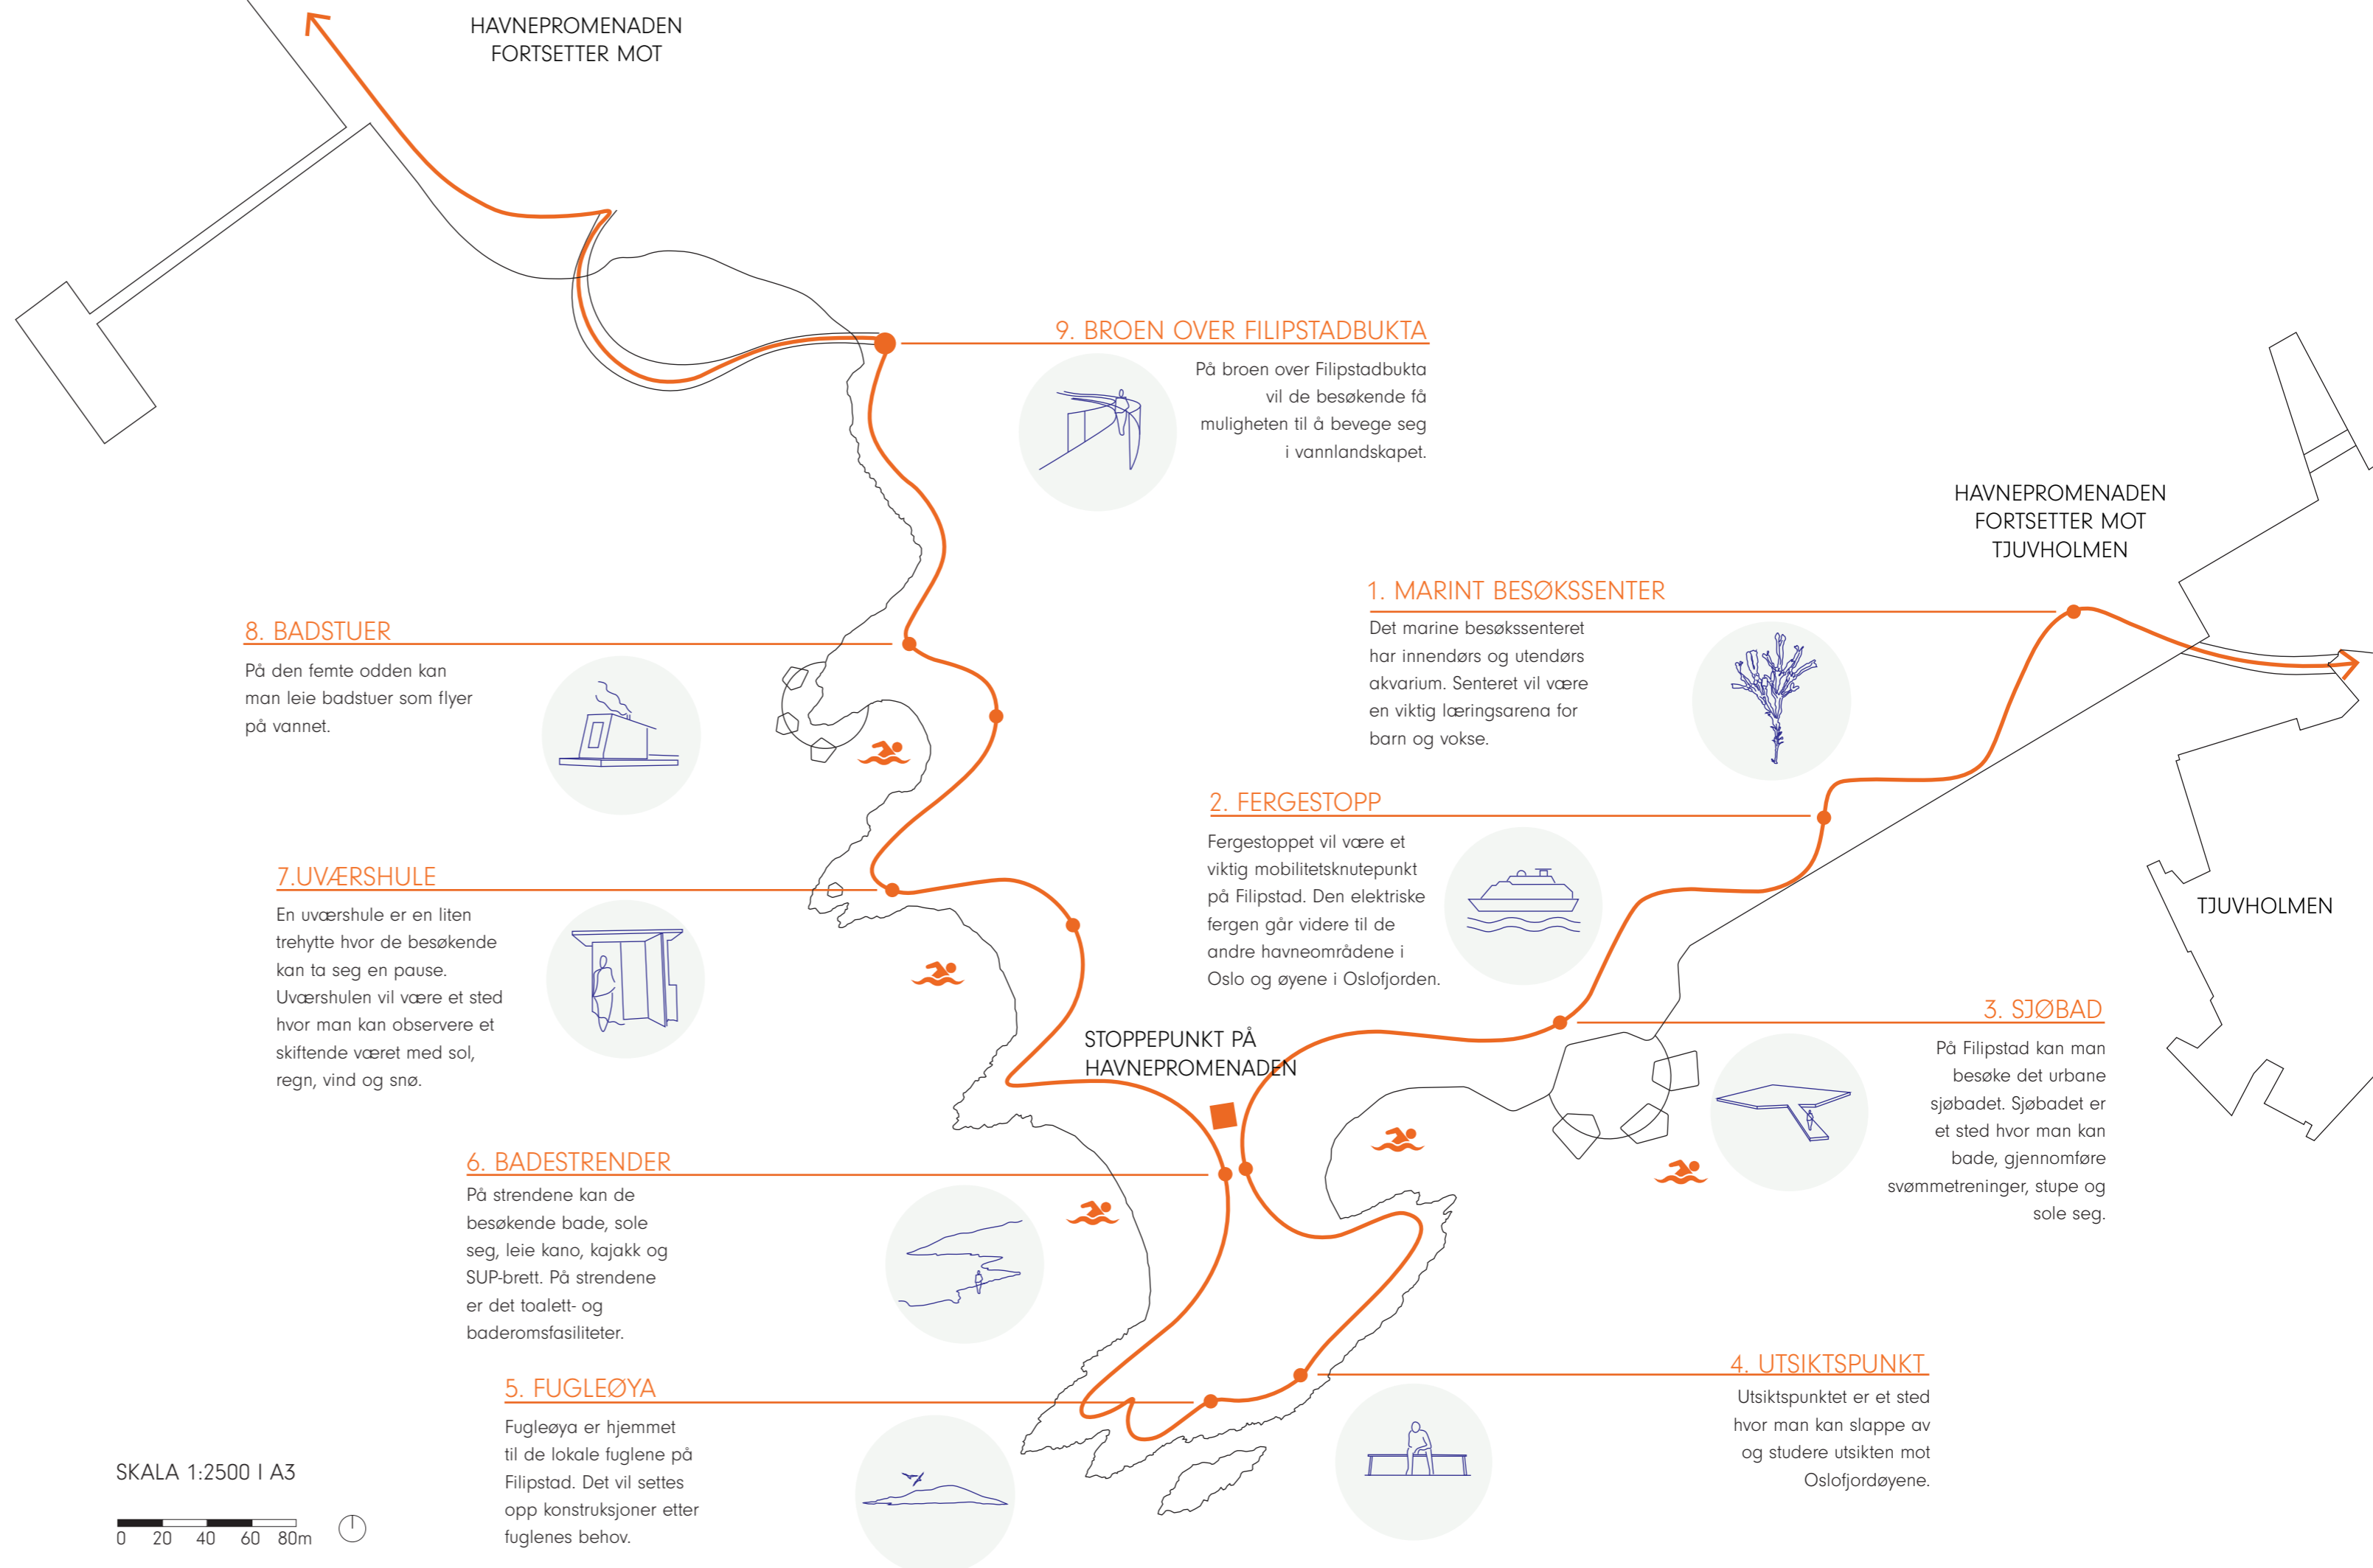 HAVNEPROMENADEN
FORTSETTER MOT
9. BROEN OVER FILIPSTADBUKTA
På broen over Filipstadbukta
vil de besøkende få
muligheten til å bevege seg
i vannlandskapet.
HAVNEPROMENADEN
FORTSETTER MOT
TJUVHOLMEN
1. MARINT BESØKSSENTER
Det marine besøkssenteret
har innendørs og utendørs
akvarium. Senteret vil være
en viktig læringsarena for
barn og vokse.
8. BADSTUER
På den femte odden kan
man leie badstuer som flyer
på vannet.
2. FERGESTOPP
Fergestoppet vil være et
viktig mobilitetsknutepunkt
på Filipstad. Den elektriske
fergen går videre til de
andre havneområdene i
Oslo og øyene i Oslofjorden.
7.UVÆRSHULE
En uværshule er en liten
trehytte hvor de besøkende
kan ta seg en pause.
Uværshulen vil være et sted
hvor man kan observere et
skiftende været med sol,
regn, vind og snø.
TJUVHOLMEN
3. SJØBAD
På Filipstad kan man
besøke det urbane
sjøbadet. Sjøbadet er
et sted hvor man kan
bade, gjennomføre
svømmetreninger, stupe og
sole seg.
STOPPEPUNKT PÅ
HAVNEPROMENADEN
6. BADESTRENDER
På strendene kan de
besøkende bade, sole
seg, leie kano, kajakk og
SUP-brett. På strendene
er det toalett- og
baderomsfasiliteter.
4. UTSIKTSPUNKT
Utsiktspunktet er et sted
hvor man kan slappe av
og studere utsikten mot
Oslofjordøyene.
5. FUGLEØYA
Fugleøya er hjemmet
til de lokale fuglene på
Filipstad. Det vil settes
opp konstruksjoner etter
fuglenes behov.
SKALA 1:2500 I A3
0 20 40 60 80m